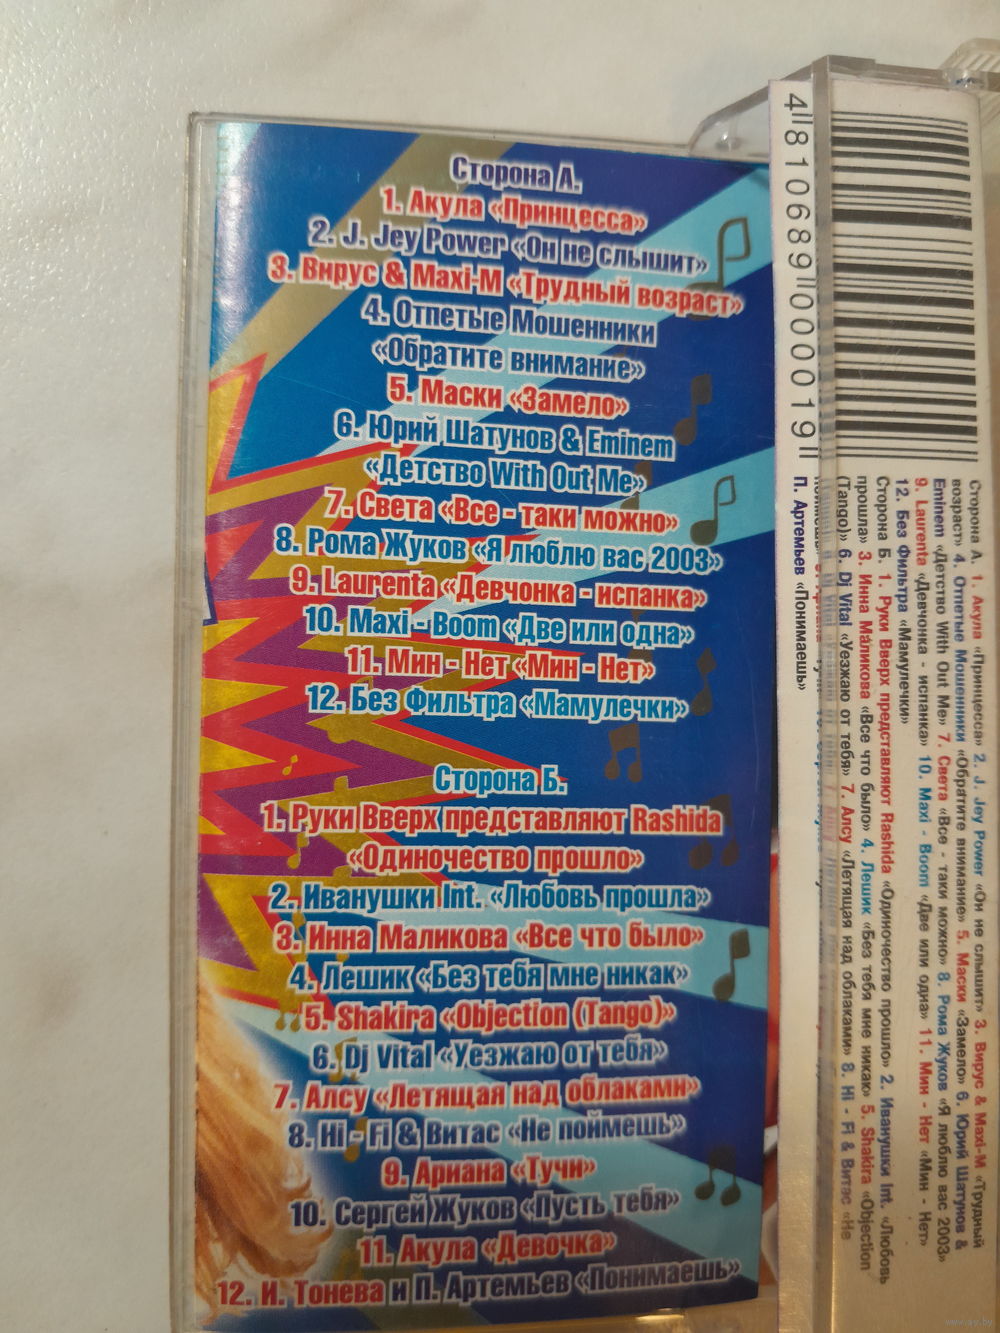 Сторона А.
1. Акула «Принцесса»
2. J. Jey Power «Он не слышит»
3. Вирус & Maxi-M «Трудный возраст»
4. Отпетые Мошенники
«Обратите внимание»
5. Маски «Замело»
6. Юрий Шатунов & Eminem
«Детство With Out Me»
7. Света «Все - таки можно»
8. Рома Жуков «Я люблю вас 2003»
9. Laurenta «Девчонка - испанка»
10. Maxi - Boom «Две или одна»
11. Мин - Нет «Мин - Нет»
12. Без Фильтра «Мамулечки»
Сторона Б.
1. Руки Вверх представляют Rashida
«Одиночество прошло»
2. Иванушки Int. «Любовь прошла»
3. Инна Маликова «Все что было»
4. Лешик «Без тебя мне никак»
5. Shakira «Objection (Tango)»
6. Dj Vital «Уезжаю от тебя»
7. Алсу «Летящая над облаками»
8. Hi - Fi & Витас «Не поймешь»
9. Ариана «Тучи»
10. Сергей Жуков «Пусть тебя»
11. Акула «Девочка»
12. И. Тонева и П. Артемьев «Понимаешь»
4 810689 000019
Сторона А. 1. Акула «Принцесса» 2. J. Jey Power «Он не слышит» 3. Вирус & Maxi-M «Трудный
возраст» 4. Отпетые Мошенники «Обратите внимание» 5. Маски «Замело» 6. Юрий Шатунов &
Eminem «Детство With Out Me» 7. Света «Все - таки можно» 8. Рома Жуков «Я люблю вас 2003»
9. Laurenta «Девчонка - испанка» 10. Maxi - Boom «Две или одна» 11. Мин - Нет «Мин - Нет»
12. Без Фильтра «Мамулечки»
Сторона Б. 1. Руки Вверх представляют Rashida «Одиночество прошло» 2. Иванушки Int. «Любовь
прошла» 3. Инна Маликова «Все что было» 4. Лешик «Без тебя мне никак» 5. Shakira «Objection
(Tango)» 6. Dj Vital «Уезжаю от тебя» 7. Алсу «Летящая над облаками» 8. Hi - Fi & Витас «Не
П. Артемьев «Понимаешь»
www.ay.by